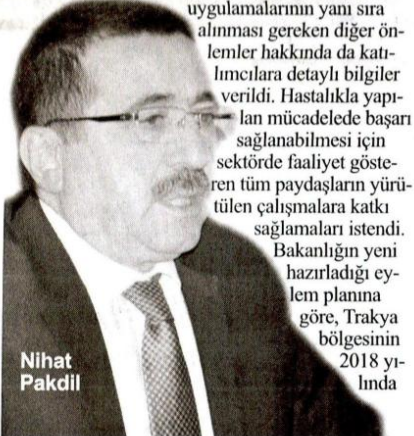 uygulamalarının yanı sıra
alınması gereken diğer ön-
lemler hakkında da katı-
lımcılara detaylı bilgiler
verildi. Hastalıkla yapı-
lan mücadelede başarı
sağlanabilmesi için
sektörde faaliyet göste-
ren tüm paydaşların yürü-
tülen çalışmalara katkı
sağlamaları istendi.
Bakanlığın yeni
hazırladığı ey-
lem planına
göre, Trakya
bölgesinin
2018 yı-
lında
Nihat
Pakdil